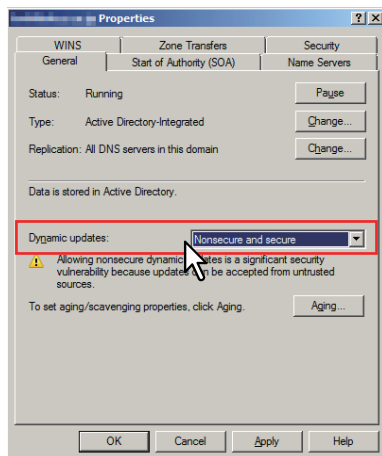 Properties
? X
WINS Zone Transfers Security
General Start of Authority (SOA) Name Servers
Status: Running Pause
Type: Active Directory-Integrated Change...
Replication: All DNS servers in this domain Change...
Data is stored in Active Directory.
Dynamic updates: Nonsecure and secure
Allowing nonsecure dynamic updates is a significant security
vulnerability because updates can be accepted from untrusted
sources.
To set aging/scavenging properties, click Aging. Aging...
OK Cancel Apply Help